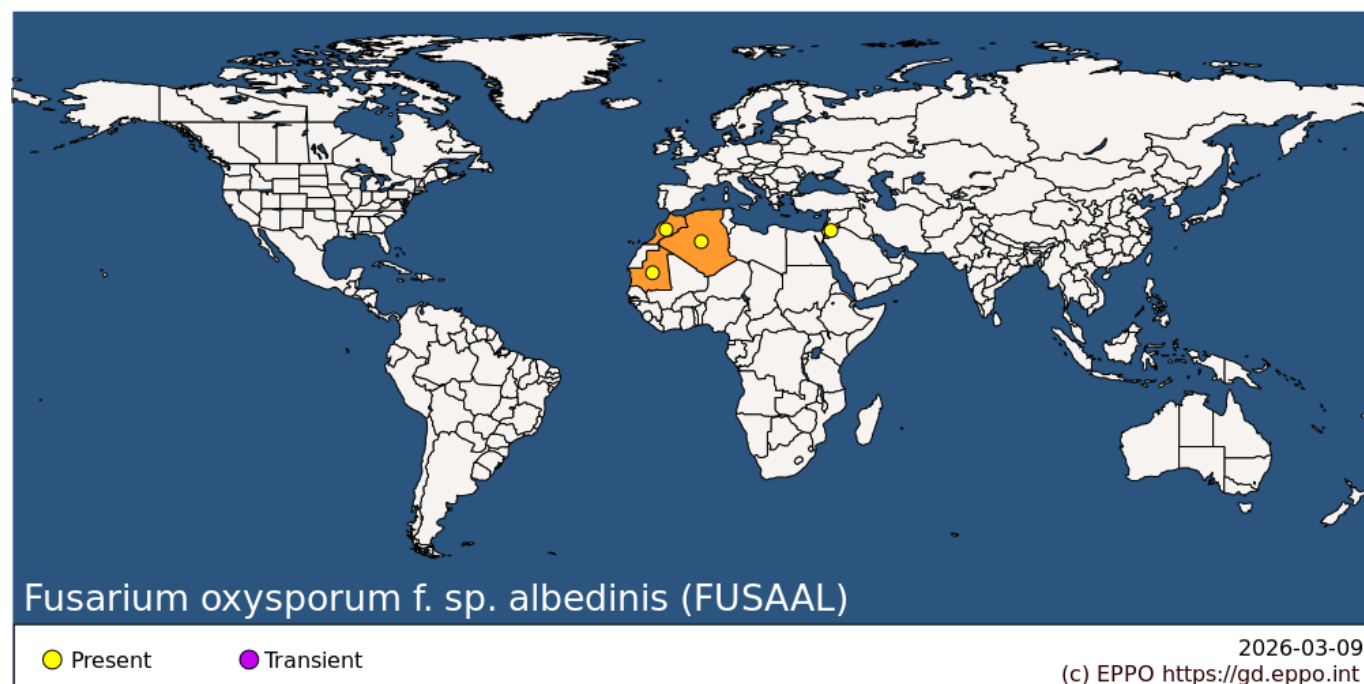 Fusarium oxysporum f. sp. albedinis (FUSAAL)
Present
Transient
2026-03-09
(c) EPPO https://gd.eppo.int